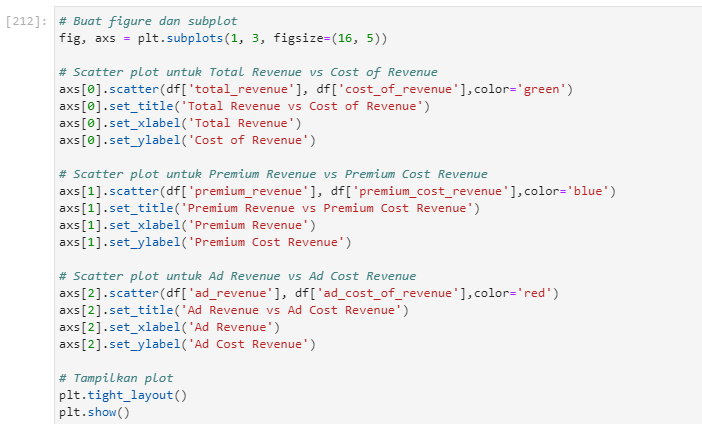 [212]: # Buat figure dan subplot
fig, axs = plt.subplots(1, 3, figsize=(16, 5))
# Scatter plot untuk Total Revenue vs Cost of Revenue
axs[0].scatter(df['total_revenue'], df['cost_of_revenue'],color='green')
axs[0].set_title('Total Revenue vs Cost of Revenue')
axs[0].set_xlabel('Total Revenue')
axs[0].set_ylabel('Cost of Revenue')
# Scatter plot untuk Premium Revenue vs Premium Cost Revenue
axs[1].scatter(df['premium_revenue'], df['premium_cost_revenue'],color='blue')
axs[1].set_title('Premium Revenue vs Premium Cost Revenue')
axs[1].set_xlabel('Premium Revenue')
axs[1].set_ylabel('Premium Cost Revenue')
# Scatter plot untuk Ad Revenue vs Ad Cost Revenue
axs[2].scatter(df['ad_revenue'], df['ad_cost_of_revenue'],color='red')
axs[2].set_title('Ad Revenue vs Ad Cost Revenue')
axs[2].set_xlabel('Ad Revenue')
axs[2].set_ylabel('Ad Cost Revenue')
# Tampilkan plot
plt.tight_layout()
plt.show()